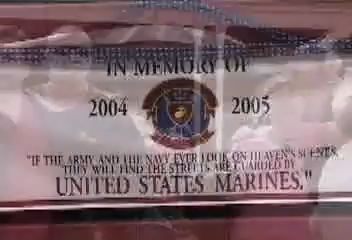 IN MEMORY OF
2004 2005
"IF THE ARMY AND THE NAVY EVER LOOK ON HEAVEN'S SCENES,
THEY WILL FIND THE STREETS ARE GUARDED BY
UNITED STATES MARINES."